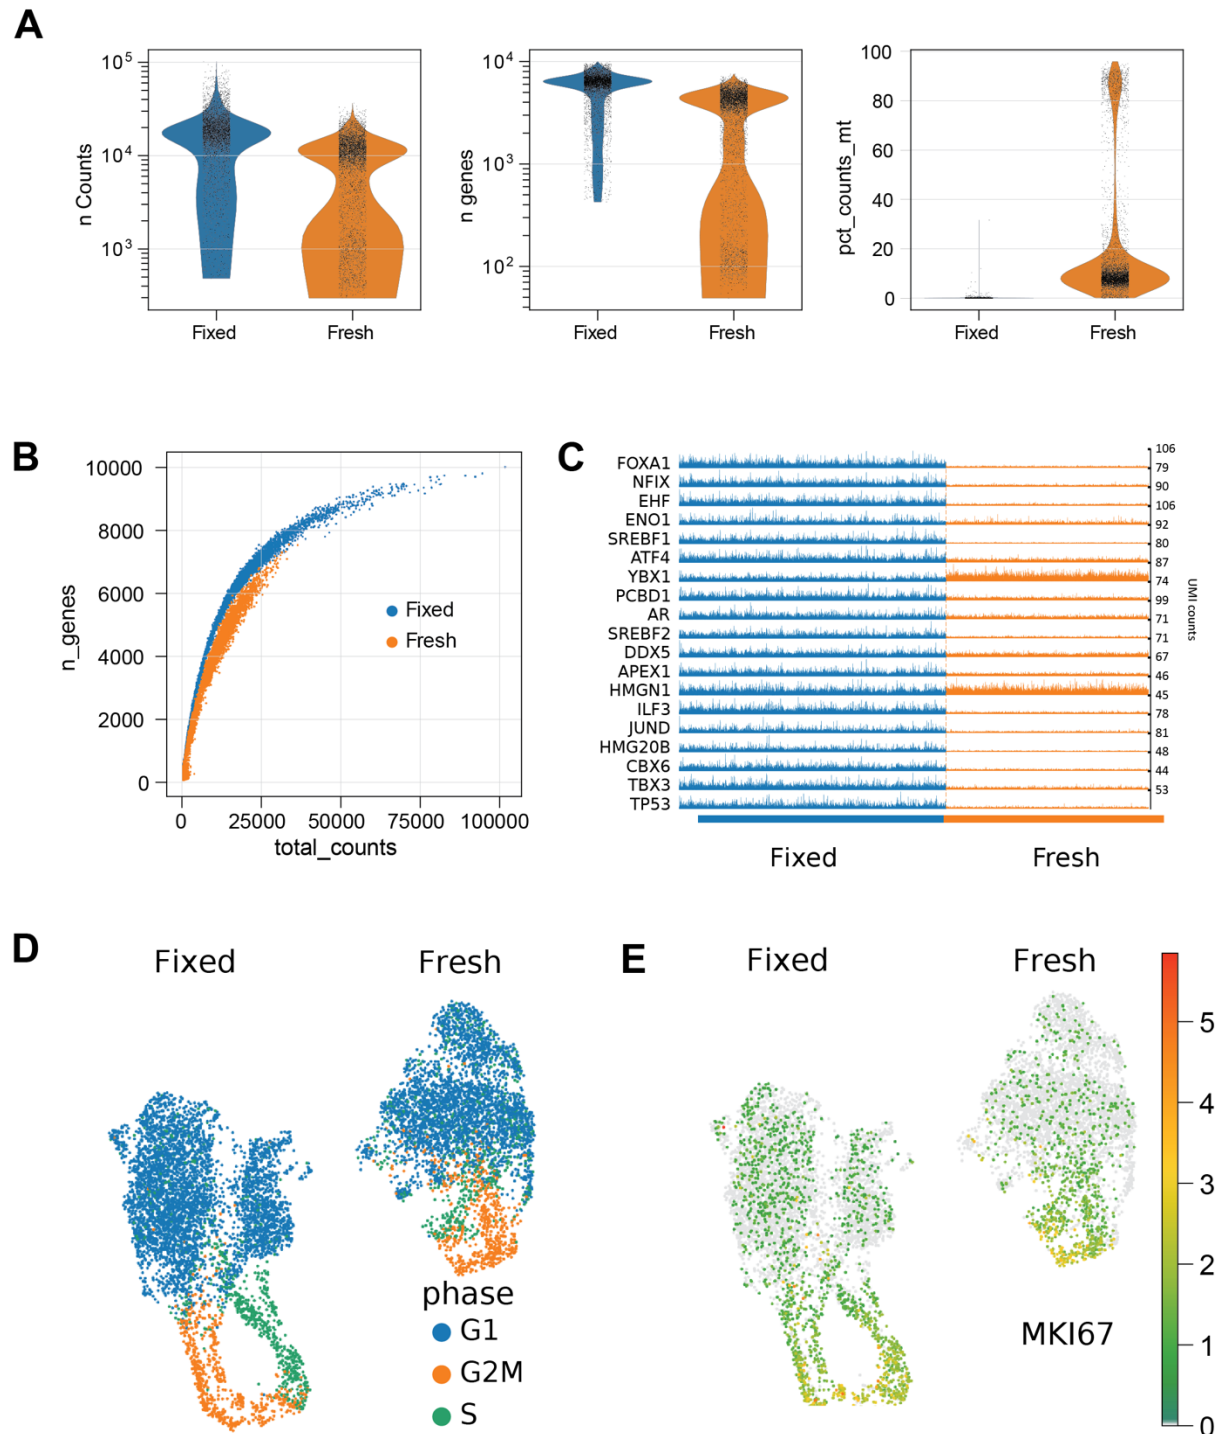 A
n Counts
10^5
10^4
10^3
Fixed
Fresh
n genes
10^4
10^3
10^2
Fixed
Fresh
pct_counts_mt
100
80
60
40
20
0
Fixed
Fresh
B
n_genes
10000
8000
6000
4000
2000
0
0 25000 50000 75000 100000
total_counts
Fixed
Fresh
C
FOXA1
NFIX
EHF
ENO1
SREBF1
ATF4
YBX1
PCBD1
AR
SREBF2
DDX5
APEX1
HMGN1
ILF3
JUND
HMG20B
CBX6
TBX3
TP53
106
79
90
106
92
80
87
74
99
71
71
67
46
45
78
81
48
44
53
UMI counts
Fixed
Fresh
D
Fixed
Fresh
phase
G1
G2M
S
E
Fixed
Fresh
MKI67
5
4
3
2
1
0